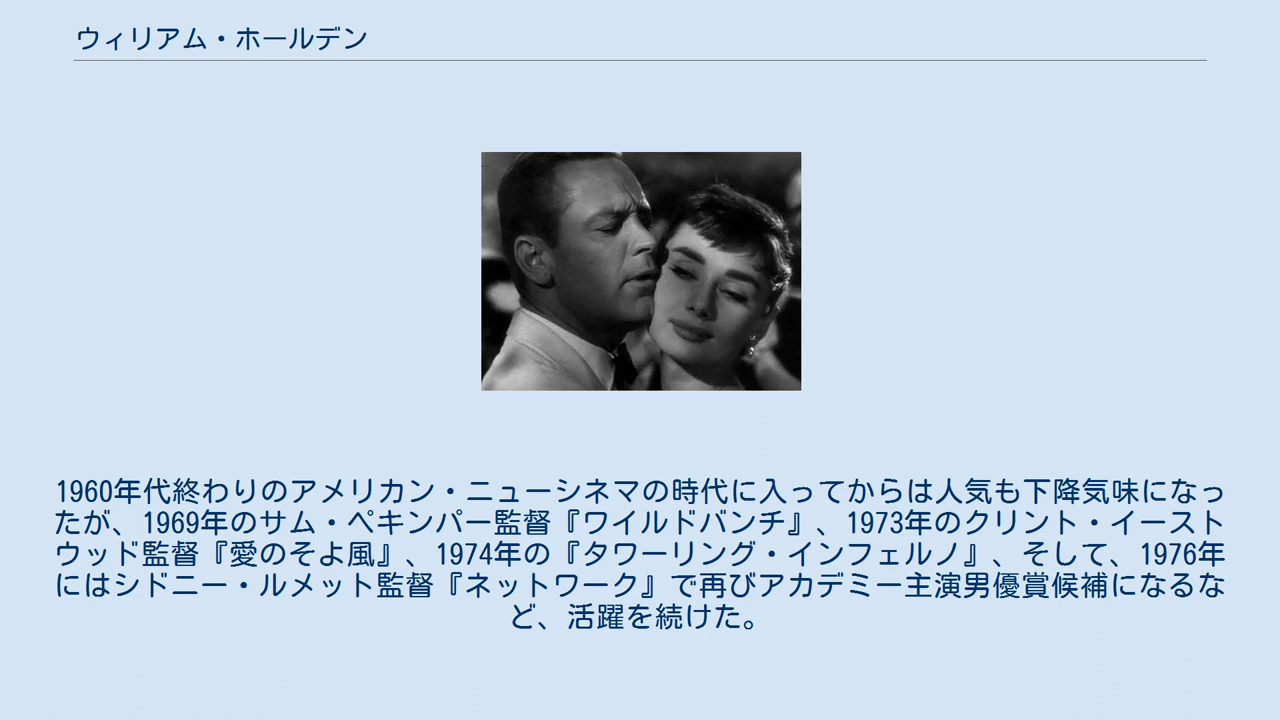 ウィリアム・ホールデン
1960年代終わりのアメリカン・ニューシネマの時代に入ってからは人気も下降気味になっ
たが、1969年のサム・ペキンパー監督『ワイルドバンチ』、1973年のクリント・イースト
ウッド監督『愛のそよ風』、1974年の『タワーリング・インフェルノ』、そして、1976年
にはシドニー・ルメット監督『ネットワーク』で再びアカデミー主演男優賞候補になるな
ど、活躍を続けた。